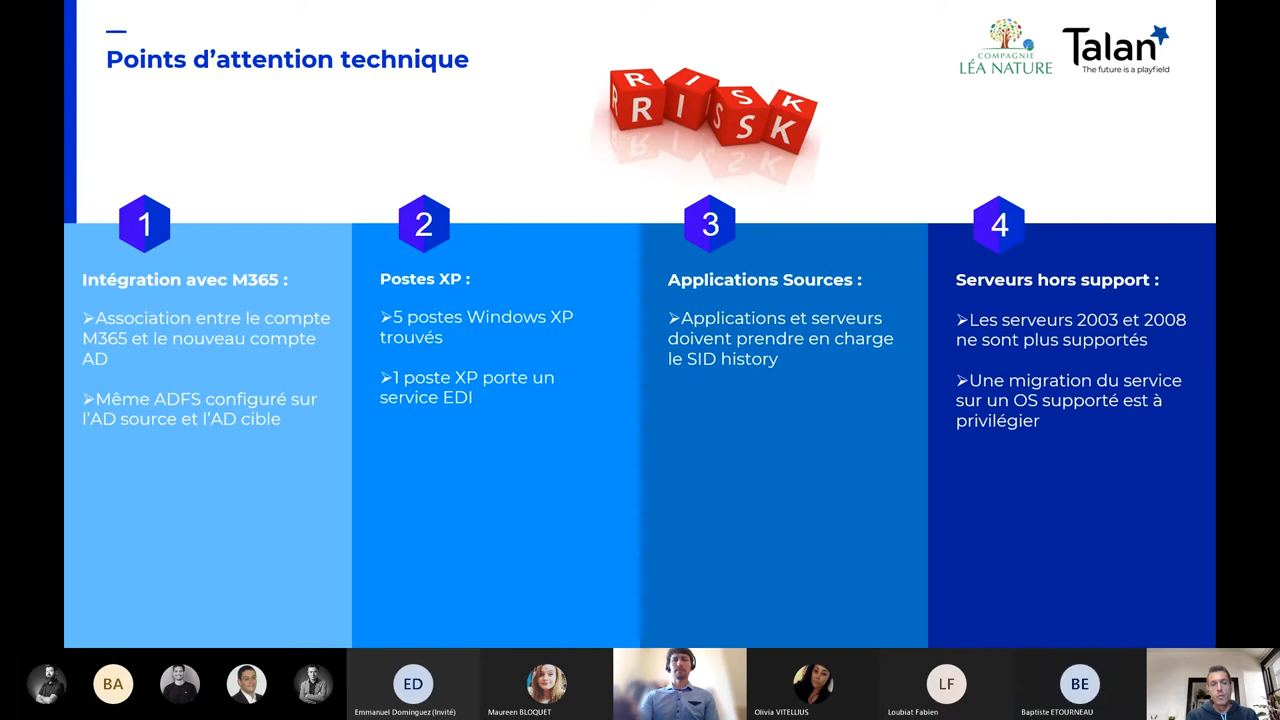 Points d’attention technique
COMPAGNIE
LÉA NATURE
Talan
The future is a playfield
R I S K
R I S K
1
2
3
4
Intégration avec M365 :
➢Association entre le compte
M365 et le nouveau compte
AD
➢Même ADFS configuré sur
l’AD source et l’AD cible
Postes XP :
➢5 postes Windows XP
trouvés
➢1 poste XP porte un
service EDI
Applications Sources :
➢Applications et serveurs
doivent prendre en charge
le SID history
Serveurs hors support :
➢Les serveurs 2003 et 2008
ne sont plus supportés
➢Une migration du service
sur un OS supporté est à
privilégier
BA
ED
LF
BE
Emmanuel Dominguez (Invité)
Maureen BLOQUET
Olivia VITELLIUS
Loubiat Fabien
Baptiste ETOURNEAU